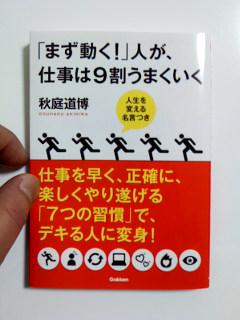 「まず動く!」人が、
仕事は9割うまくいく
秋庭道博
人生を
変える
名言つき
仕事を早く、正確に、
楽しくやり遂げる
「7つの習慣」で、
デキる人に変身!
Gakken